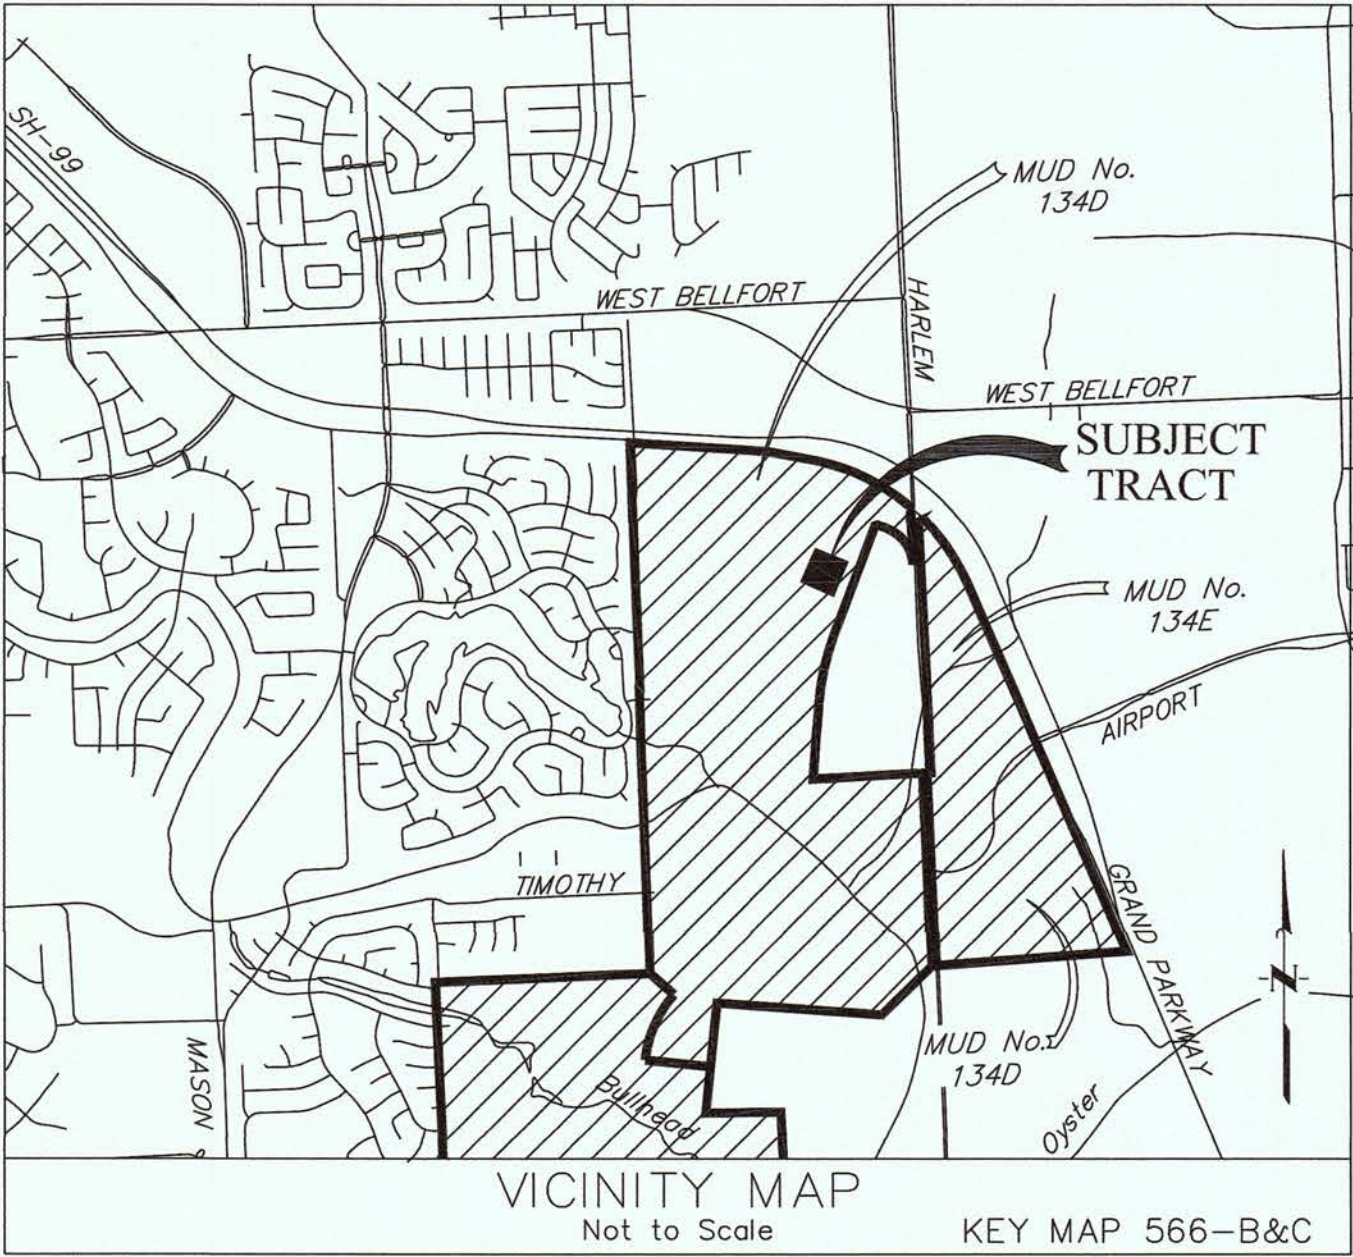 SH-99
MUD No.
134D
WEST BELLFORT
HARLEM
WEST BELLFORT
SUBJECT
TRACT
MUD No.
134E
AIRPORT
TIMOTHY
GRAND PARKWAY
N
MUD No.
134D
MASON
Bullhead
Oyster
VICINITY MAP
Not to Scale
KEY MAP 566-B&C